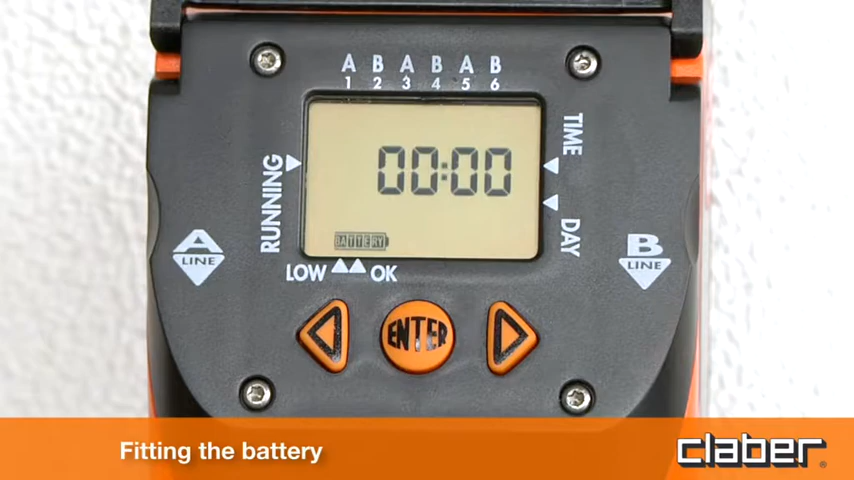 A B A B A B
1 2 3 4 5 6
TIME
00:00
RUNNING
DAY
BATTERY
A
LINE
B
LINE
LOW OK
ENTER
Fitting the battery
claber®